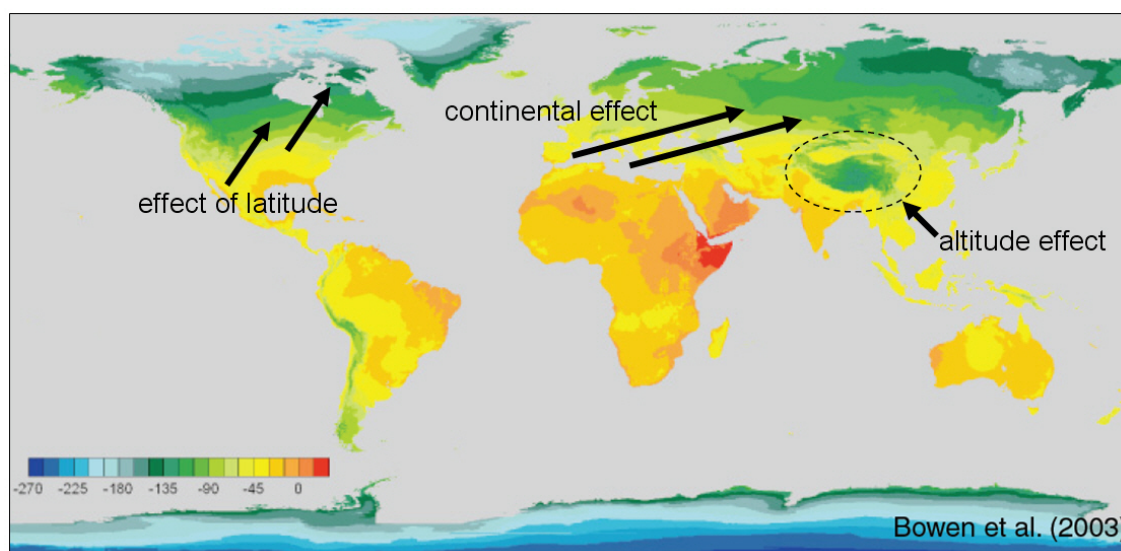 continental effect
effect of latitude
altitude effect
-270 -225 -180 -135 -90 -45 0
Bowen et al. (2003)